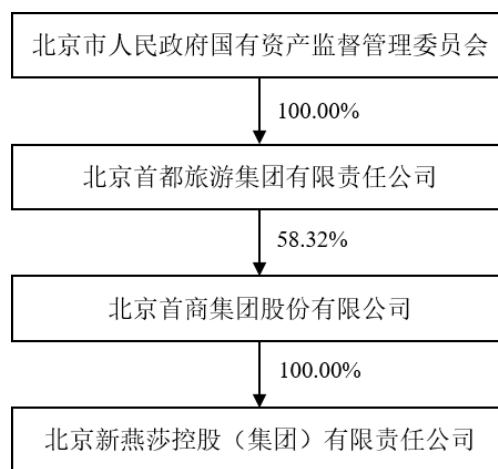 北京市人民政府国有资产监督管理委员会
100.00%
北京首都旅游集团有限责任公司
58.32%
北京首商集团股份有限公司
100.00%
北京新燕莎控股（集团）有限责任公司